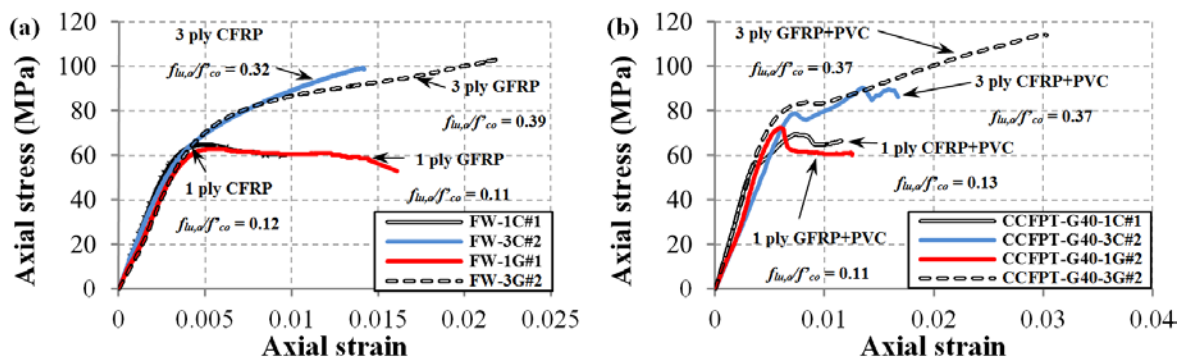 (a)
Axial stress (MPa)
120
100
80
60
40
20
0
3 ply CFRP
f_lu,a/f'_co = 0.32
3 ply GFRP
f_lu,a/f'_co = 0.39
1 ply GFRP
f_lu,a/f'_co = 0.11
1 ply CFRP
f_lu,a/f'_co = 0.12
FW-1C#1
FW-3C#2
FW-1G#1
FW-3G#2
0 0.005 0.01 0.015 0.02 0.025
Axial strain
(b)
Axial stress (MPa)
120
100
80
60
40
20
0
3 ply GFRP+PVC
f_lu,a/f'_co = 0.37
3 ply CFRP+PVC
f_lu,a/f'_co = 0.37
1 ply CFRP+PVC
f_lu,a/f'_co = 0.13
1 ply GFRP+PVC
f_lu,a/f'_co = 0.11
CCFPT-G40-1C#1
CCFPT-G40-3C#2
CCFPT-G40-1G#2
CCFPT-G40-3G#2
0 0.01 0.02 0.03 0.04
Axial strain